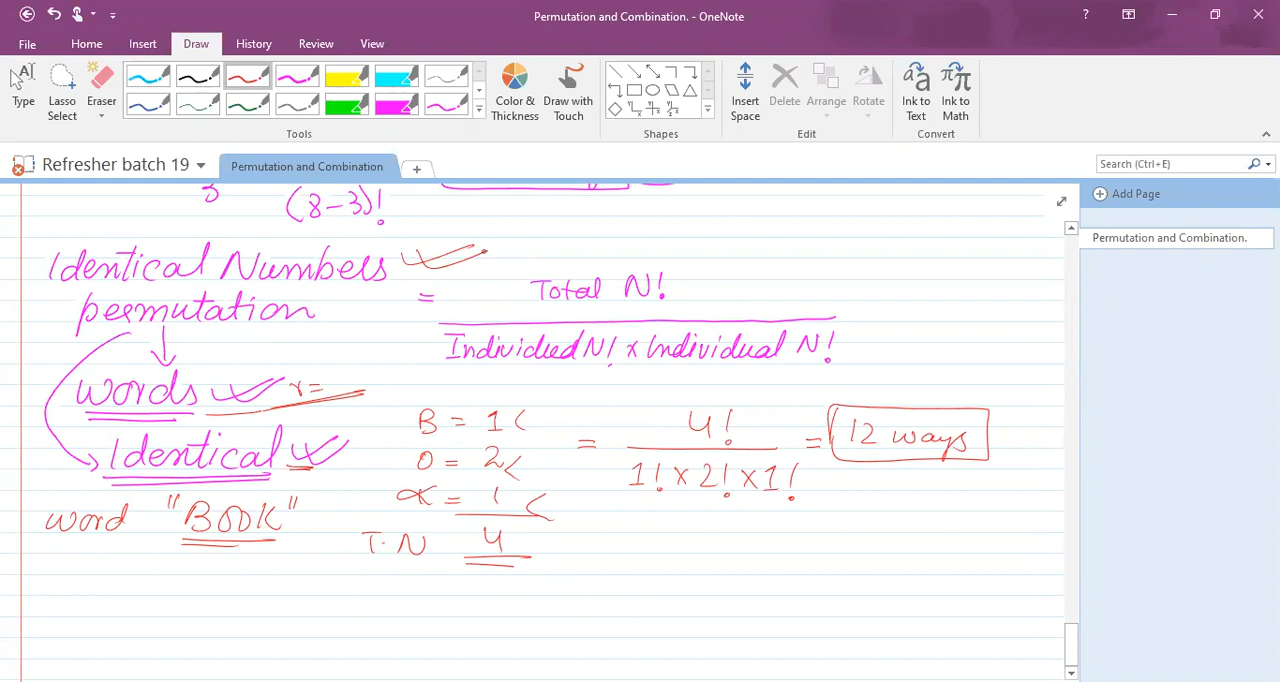 Permutation and Combination. - OneNote
?
File Home Insert Draw History Review View
Type
Lasso Select
Eraser
Color & Thickness
Draw with Touch
Insert Space
Delete
Arrange
Rotate
Ink to Text
Ink to Math
Tools
Shapes
Edit
Convert
Refresher batch 19
Permutation and Combination
Search (Ctrl+E)
Add Page
Permutation and Combination.
3
(8-3)!
Identical Numbers
permutation
= Total N!
Individual N! x Individual N!
words r=
Identical
word "BOOK"
B = 1
O = 2
K = 1
T.N 4
= 4!
1! x 2! x 1!
= 12 ways